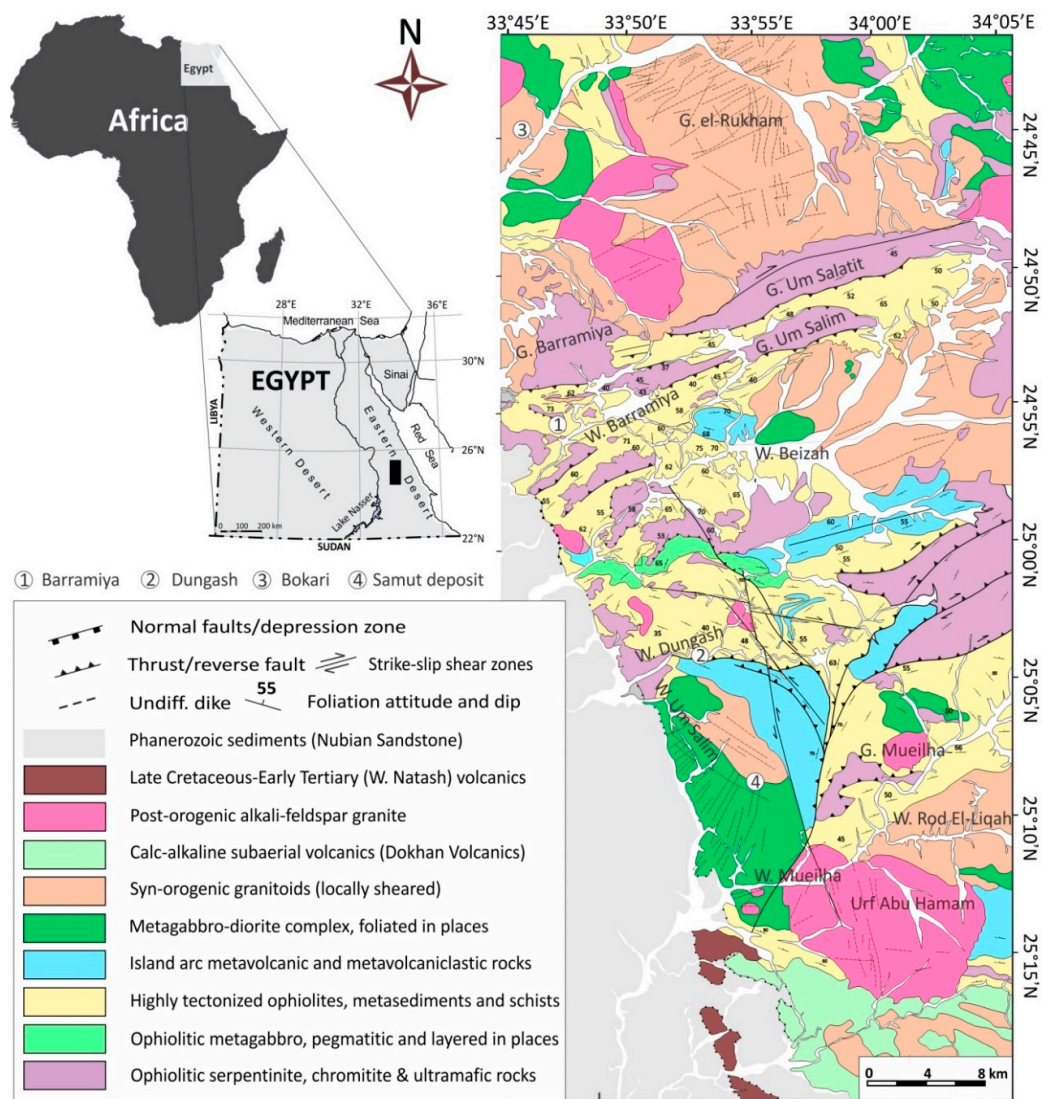 33°45'E 33°50'E 33°55'E 34°00'E 34°05'E
N
Egypt
Africa
28°E 32°E 36°E
Mediterranean Sea
30°N
Sinai
EGYPT
LIBYA
Western Desert
Eastern Desert
Red Sea
26°N
Lake Nasser
0 100 200 km
22°N
SUDAN
① Barramiya ② Dungash ③ Bokari ④ Samut deposit
Normal faults/depression zone
Thrust/reverse fault
Strike-slip shear zones
Undiff. dike
55
Foliation attitude and dip
Phanerozoic sediments (Nubian Sandstone)
Late Cretaceous-Early Tertiary (W. Natash) volcanics
Post-orogenic alkali-feldspar granite
Calc-alkaline subaerial volcanics (Dokhan Volcanics)
Syn-orogenic granitoids (locally sheared)
Metagabbro-diorite complex, foliated in places
Island arc metavolcanic and metavolcaniclastic rocks
Highly tectonized ophiolites, metasediments and schists
Ophiolitic metagabbro, pegmatitic and layered in places
Ophiolitic serpentinite, chromitite & ultramafic rocks
③
G. el-Rukham
24°45'N
G. Um Salatit
24°50'N
G. Barramiya
G. Um Salim
①
W. Barramiya
24°55'N
W. Beizah
25°00'N
W. Dungash
②
W. Um Salim
25°05'N
G. Mueilha
④
W. Rod El-Liqah
25°10'N
W. Mueilha
Urf Abu Hamam
25°15'N
0 4 8 km